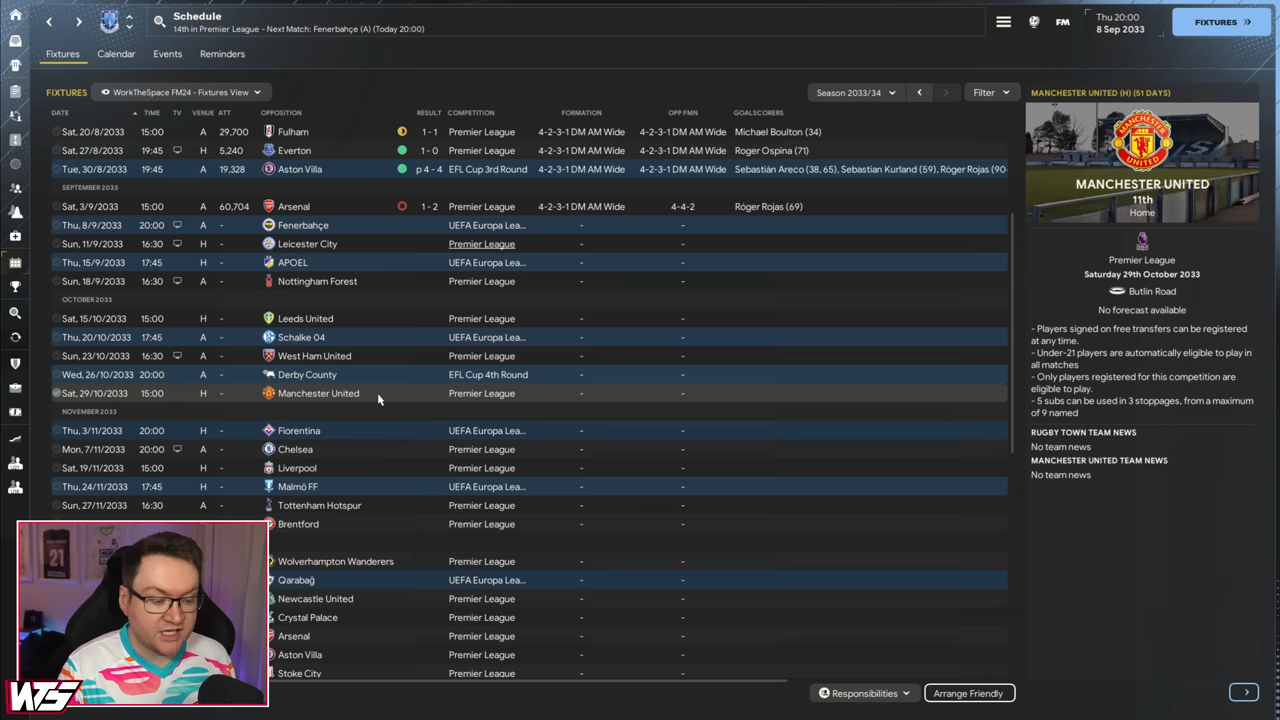 Schedule
14th in Premier League - Next Match: Fenerbahçe (A) (Today 20:00)
FM
Thu 20:00
8 Sep 2033
FIXTURES
Fixtures
Calendar
Events
Reminders
FIXTURES
WorkTheSpace FM24 - Fixtures View
Season 2033/34
Filter
DATE TIME TV VENUE ATT OPPOSITION RESULT COMPETITION FORMATION OPP FM GOALSCORERS
Sat, 20/8/2033 15:00 A 29,700 Fulham Premier League 4-2-3-1 DM AM Wide 4-2-3-1 DM AM Wide Michael Boulton (34)
Sat, 27/8/2033 19:45 H 5,240 Everton 1 - 0 Premier League 4-2-3-1 DM AM Wide 4-2-3-1 DM AM Wide Roger Ospina (71)
Tue, 30/8/2033 19:45 A 19,328 Aston Villa p 4 - 4 EFL Cup 3rd Round 4-2-3-1 DM AM Wide 4-2-3-1 DM AM Wide Sebastián Areco (38, 65), Sebastian Kurland (59), Róger Rojas (90
SEPTEMBER 2033
Sat, 3/9/2033 15:00 A 60,704 Arsenal 1 - 2 Premier League 4-2-3-1 DM AM Wide 4-4-2 Róger Rojas (69)
Thu, 8/9/2033 20:00 A - Fenerbahçe - UEFA Europa Lea... - -
Sun, 11/9/2033 16:30 H - Leicester City - Premier League - -
Thu, 15/9/2033 17:45 H - APOEL - UEFA Europa Lea... - -
Sun, 18/9/2033 16:30 A - Nottingham Forest - Premier League - -
OCTOBER 2033
Sat, 15/10/2033 15:00 H - Leeds United - Premier League - -
Thu, 20/10/2033 17:45 A - Schalke 04 - UEFA Europa Lea... - -
Sun, 23/10/2033 16:30 A - West Ham United - Premier League - -
Wed, 26/10/2033 20:00 A - Derby County - EFL Cup 4th Round - -
Sat, 29/10/2033 15:00 H - Manchester United - Premier League - -
NOVEMBER 2033
Thu, 3/11/2033 20:00 H - Fiorentina - UEFA Europa Lea... - -
Mon, 7/11/2033 20:00 A - Chelsea - Premier League - -
Sat, 19/11/2033 15:00 H - Liverpool - Premier League - -
Thu, 24/11/2033 17:45 H - Malmö FF - UEFA Europa Lea... - -
Sun, 27/11/2033 16:30 A - Tottenham Hotspur - Premier League - -
Brentford - Premier League - -
Wolverhampton Wanderers - Premier League - -
Qarabağ - UEFA Europa Lea... - -
Newcastle United - Premier League - -
Crystal Palace - Premier League - -
Arsenal - Premier League - -
Aston Villa - Premier League - -
Stoke City - Premier League - -
Responsibilities
Arrange Friendly
MANCHESTER UNITED (H) (51 DAYS)
MANCHESTER UNITED
11th
Home
Premier League
Saturday 29th October 2033
Butlin Road
No forecast available
- Players signed on free transfers can be registered
at any time.
- Under-21 players are automatically eligible to play in
all matches
- Only players registered for this competition are
eligible to play.
- 5 subs can be used in 3 stoppages, from a maximum
of 9 named
RUGBY TOWN TEAM NEWS
No team news
MANCHESTER UNITED TEAM NEWS
No team news
21
WTS